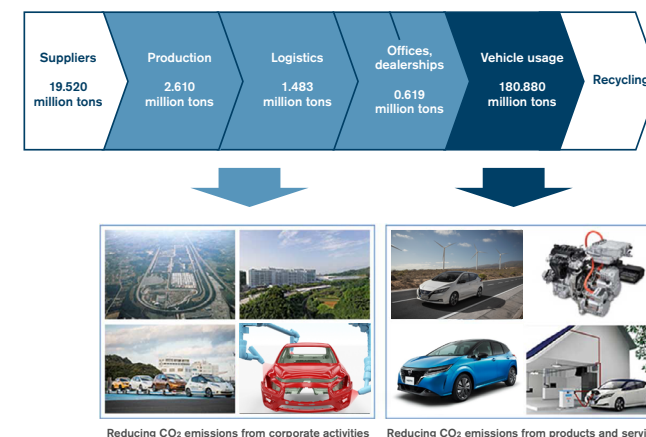 Suppliers
19.520
million tons
Production
2.610
million tons
Logistics
1.483
million tons
Offices,
dealerships
0.619
million tons
Vehicle usage
180.880
million tons
Recycling
Reducing CO₂ emissions from corporate activities
Reducing CO₂ emissions from products and servi